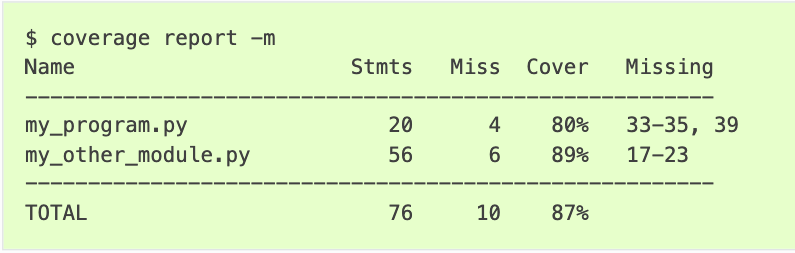 $ coverage report -m
Name                      Stmts   Miss  Cover   Missing
-------------------------------------------------------
my_program.py                20      4    80%   33-35, 39
my_other_module.py           56      6    89%   17-23
-------------------------------------------------------
TOTAL                        76     10    87%